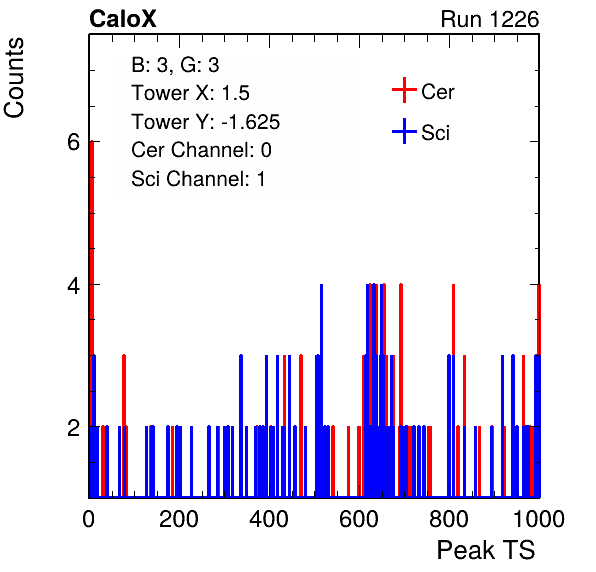 CaloX Run 1226
Counts
B: 3, G: 3
Tower X: 1.5
Tower Y: -1.625
Cer Channel: 0
Sci Channel: 1
Cer
Sci
6
4
2
0 200 400 600 800 1000
Peak TS